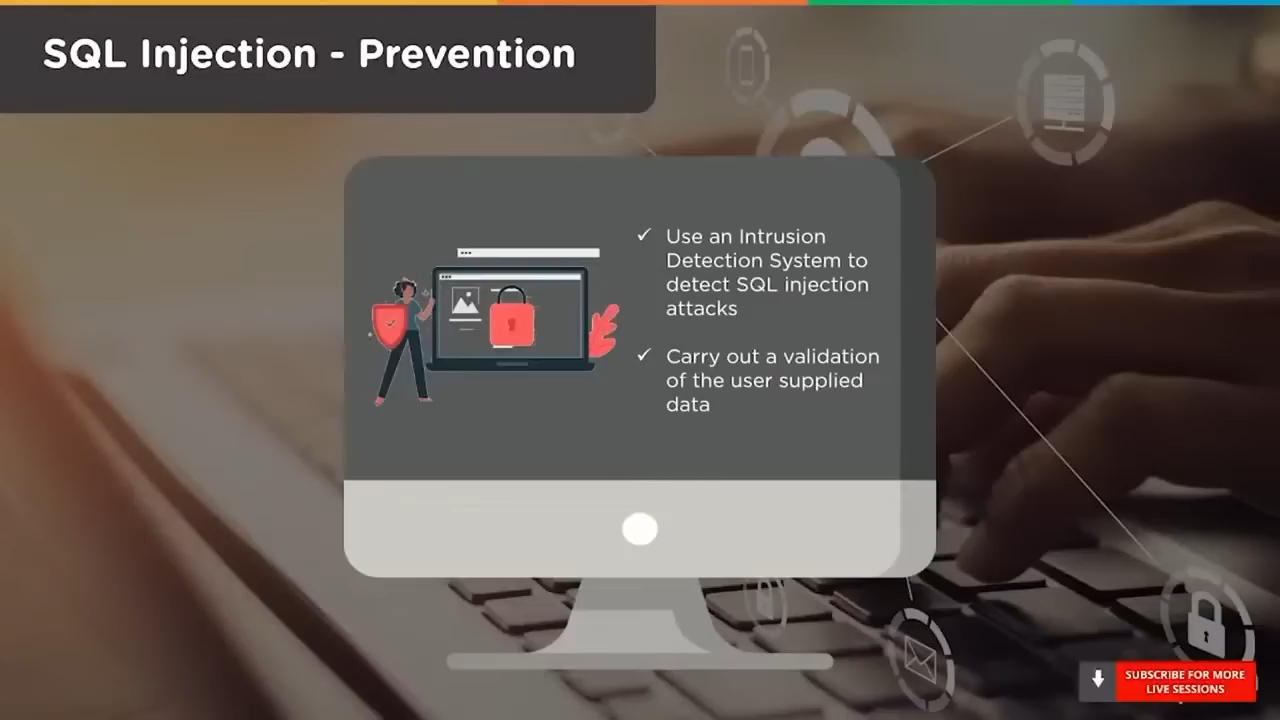 SQL Injection - Prevention
✓ Use an Intrusion
Detection System to
detect SQL injection
attacks
✓ Carry out a validation
of the user supplied
data
SUBSCRIBE FOR MORE
LIVE SESSIONS